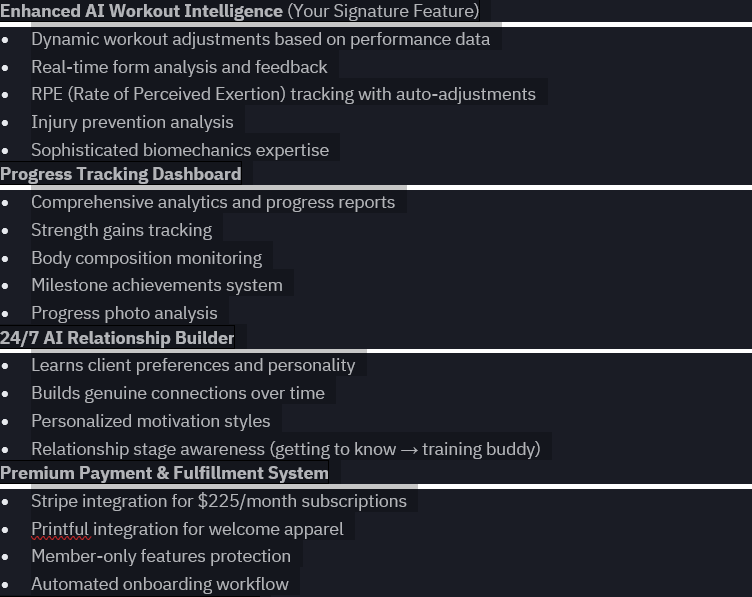 Enhanced AI Workout Intelligence (Your Signature Feature)
• Dynamic workout adjustments based on performance data
• Real-time form analysis and feedback
• RPE (Rate of Perceived Exertion) tracking with auto-adjustments
• Injury prevention analysis
• Sophisticated biomechanics expertise
Progress Tracking Dashboard
• Comprehensive analytics and progress reports
• Strength gains tracking
• Body composition monitoring
• Milestone achievements system
• Progress photo analysis
24/7 AI Relationship Builder
• Learns client preferences and personality
• Builds genuine connections over time
• Personalized motivation styles
• Relationship stage awareness (getting to know → training buddy)
Premium Payment & Fulfillment System
• Stripe integration for $225/month subscriptions
• Printful integration for welcome apparel
• Member-only features protection
• Automated onboarding workflow